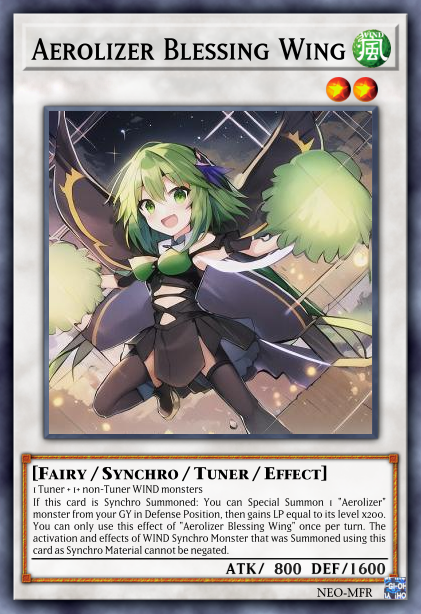 Aerolizer Blessing Wing
WIND
風
[Fairy / Synchro / Tuner / Effect]
1 Tuner + 1+ non-Tuner WIND monsters
If this card is Synchro Summoned: You can Special Summon 1 "Aerolizer"
monster from your GY in Defense Position, then gains LP equal to its level x200.
You can only use this effect of "Aerolizer Blessing Wing" once per turn. The
activation and effects of WIND Synchro Monster that was Summoned using this
card as Synchro Material cannot be negated.
ATK/ 800 DEF/1600
NEO-MFR